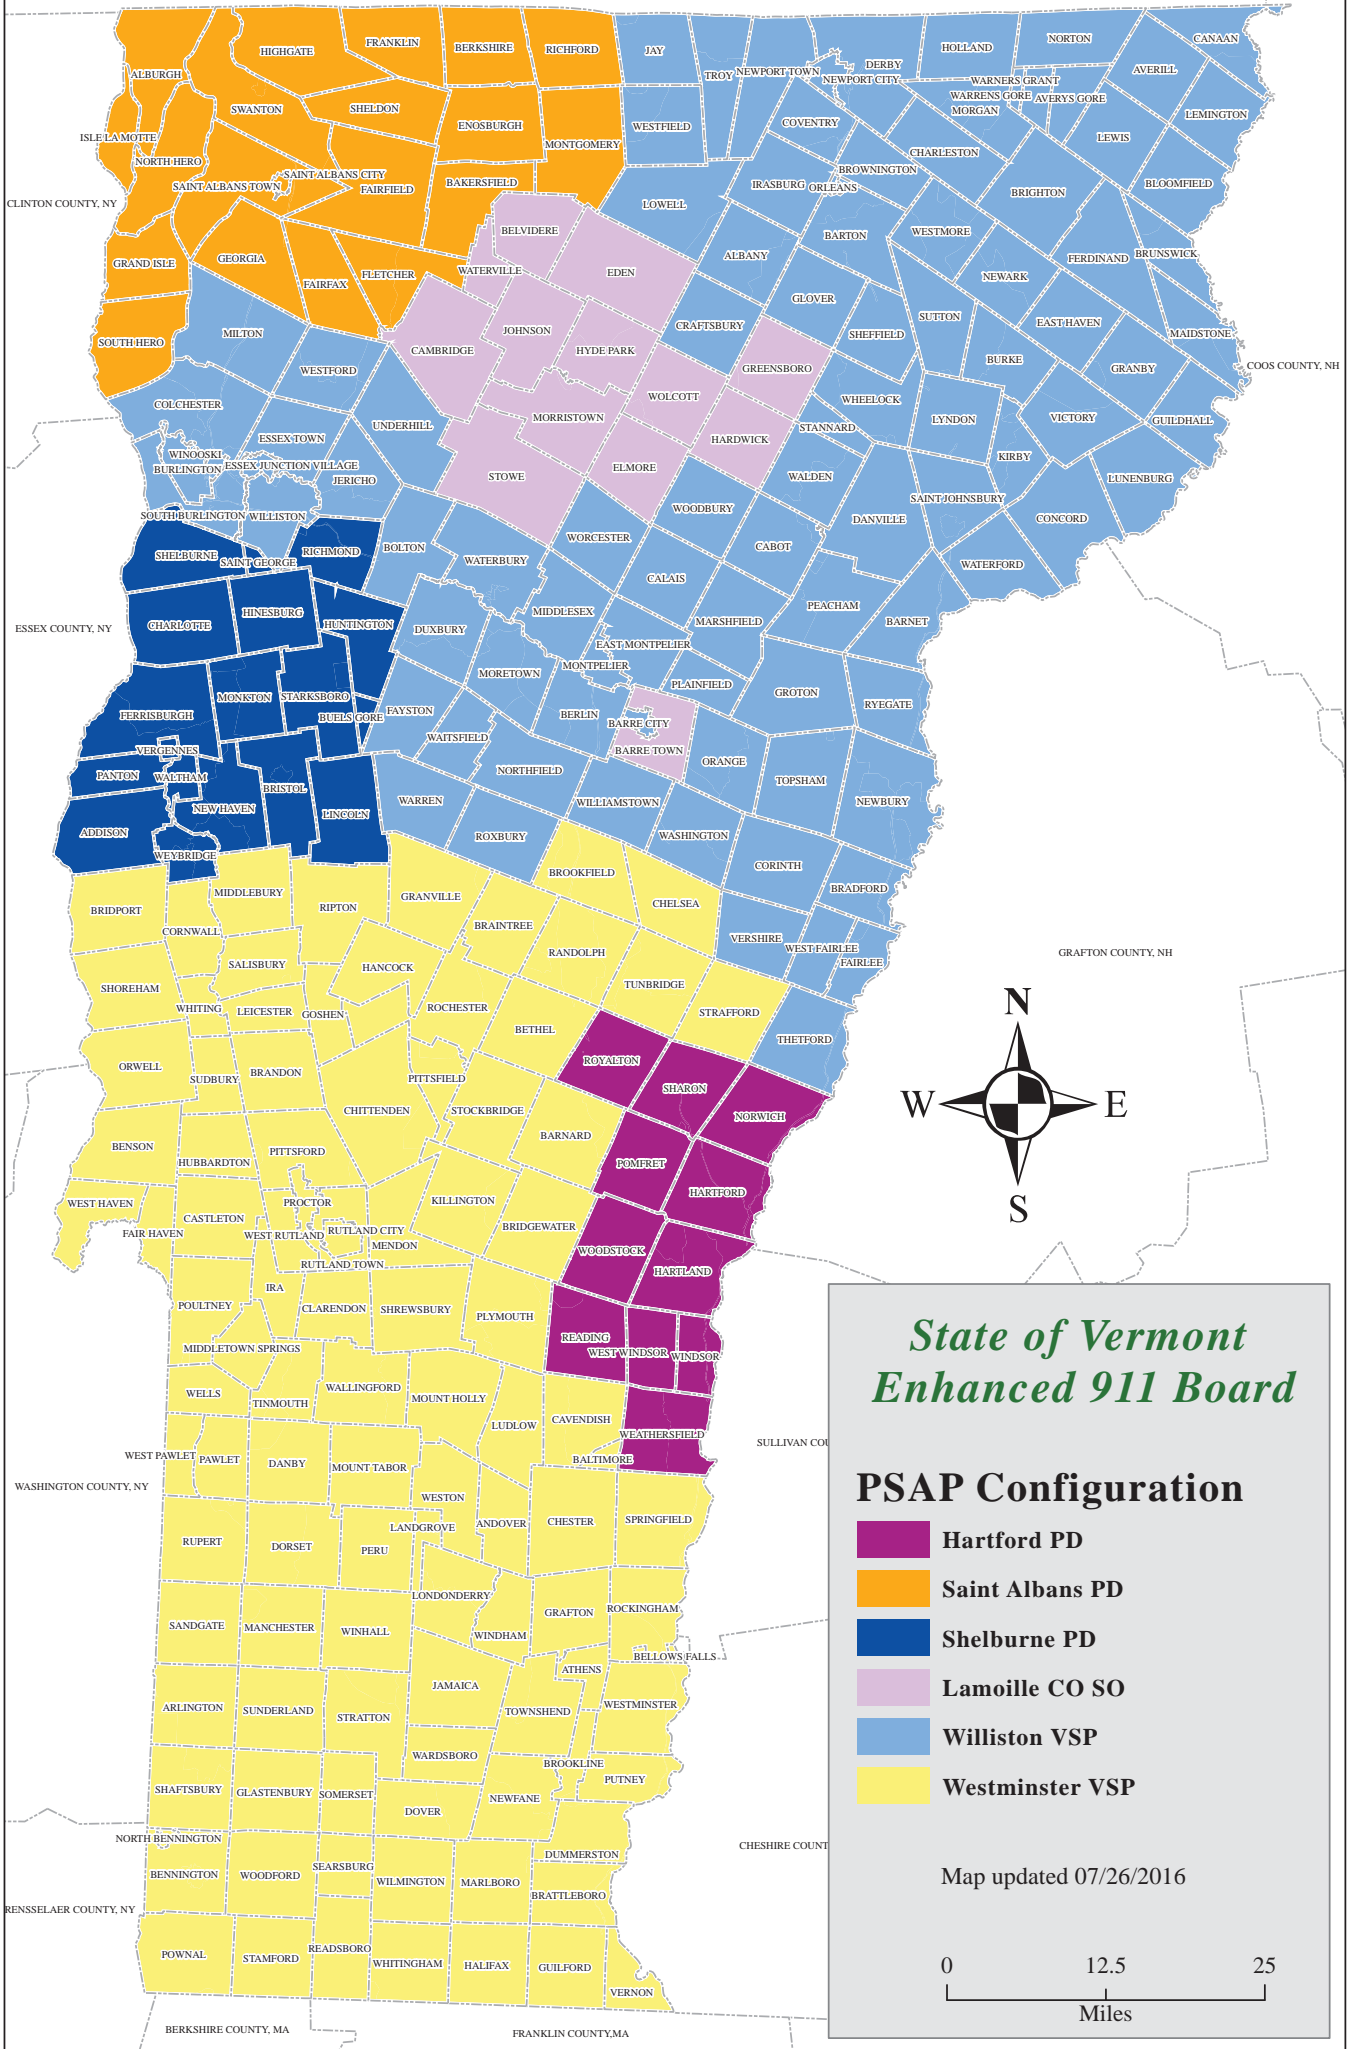 HIGHGATE
FRANKLIN
BERKSHIRE
RICHFORD
JAY
TROY
NEWPORT TOWN
NEWPORT CITY
DERBY
HOLLAND
NORTON
CANAAN
AVERILL
ALBURGH
WARNERS GRANT
WARRENS GORE
AVERYS GORE
MORGAN
LEMINGTON
LEWIS
SWANTON
SHELDON
ENOSBURGH
MONTGOMERY
WESTFIELD
COVENTRY
CHARLESTON
ISLE LA MOTTE
NORTH HERO
SAINT ALBANS TOWN
SAINT ALBANS CITY
FAIRFIELD
BAKERSFIELD
IRASBURG
ORLEANS
BROWNINGTON
BRIGHTON
BLOOMFIELD
CLINTON COUNTY, NY
LOWELL
BELVIDERE
BARTON
WESTMORE
ALBANY
FERDINAND
BRUNSWICK
GRAND ISLE
GEORGIA
FAIRFAX
FLETCHER
WATERVILLE
EDEN
NEWARK
GLOVER
SUTTON
EAST HAVEN
MAIDSTONE
SOUTH HERO
MILTON
JOHNSON
HYDE PARK
CRAFTSBURY
SHEFFIELD
CAMBRIDGE
GREENSBORO
BURKE
GRANBY
COOS COUNTY, NH
WESTFORD
WOLCOTT
WHEELOCK
COLCHESTER
MORRISTOWN
STANNARD
LYNDON
VICTORY
GUILDHALL
UNDERHILL
ESSEX TOWN
HARDWICK
WINOOSKI
BURLINGTON
ESSEX JUNCTION VILLAGE
JERICHO
STOWE
ELMORE
WALDEN
KIRBY
LUNENBURG
SOUTH BURLINGTON
WILLISTON
WOODBURY
SAINT JOHNSBURY
DANVILLE
CONCORD
SHELBURNE
SAINT GEORGE
RICHMOND
BOLTON
WORCESTER
WATERBURY
CABOT
CALAIS
WATERFORD
CHARLOTTE
HINESBURG
HUNTINGTON
DUXBURY
MIDDLESEX
MARSHFIELD
PEACHAM
BARNET
ESSEX COUNTY, NY
EAST MONTPELIER
MONTPELIER
MORETOWN
PLAINFIELD
GROTON
RYEGATE
MONKTON
STARKSBORO
BUELS GORE
FAYSTON
FERRISBURGH
BERLIN
BARRE CITY
BARRE TOWN
WAITSFIELD
VERGENNES
PANTON
WALTHAM
NORTHFIELD
ORANGE
TOPSHAM
BRISTOL
NEW HAVEN
LINCOLN
WARREN
WILLIAMSTOWN
NEWBURY
ADDISON
WEYBRIDGE
ROXBURY
WASHINGTON
CORINTH
BROOKFIELD
BRADFORD
MIDDLEBURY
RIPTON
GRANVILLE
CHELSEA
BRIDPORT
CORNWALL
BRAINTREE
VERSHIRE
WEST FAIRLEE
FAIRLEE
SALISBURY
HANCOCK
RANDOLPH
GRAFTON COUNTY, NH
SHOREHAM
TUNBRIDGE
N
WHITING
LEICESTER
GOSHEN
ROCHESTER
STRAFFORD
BETHEL
THETFORD
ORWELL
SUDBURY
BRANDON
PITTSFIELD
ROYALTON
SHARON
W
E
CHITTENDEN
STOCKBRIDGE
NORWICH
BARNARD
BENSON
HUBBARDTON
PITTSFORD
POMFRET
HARTFORD
S
WEST HAVEN
PROCTOR
KILLINGTON
FAIR HAVEN
CASTLETON
WEST RUTLAND
RUTLAND CITY
MENDON
BRIDGEWATER
WOODSTOCK
RUTLAND TOWN
HARTLAND
IRA
POULTNEY
CLARENDON
SHREWSBURY
PLYMOUTH
READING
WEST WINDSOR
WINDSOR
MIDDLETOWN SPRINGS
WELLS
TINMOUTH
WALLINGFORD
MOUNT HOLLY
LUDLOW
CAVENDISH
WEATHERSFIELD
SULLIVAN COU
WEST PAWLET
PAWLET
DANBY
MOUNT TABOR
BALTIMORE
WASHINGTON COUNTY, NY
WESTON
LANDGROVE
ANDOVER
CHESTER
SPRINGFIELD
RUPERT
DORSET
PERU
LONDONDERRY
GRAFTON
ROCKINGHAM
SANDGATE
MANCHESTER
WINHALL
WINDHAM
BELLOWS FALLS
ATHENS
JAMAICA
ARLINGTON
SUNDERLAND
STRATTON
TOWNSHEND
WESTMINSTER
WARDSBORO
BROOKLINE
PUTNEY
SHAFTSBURY
GLASTENBURY
SOMERSET
NEWFANE
DOVER
NORTH BENNINGTON
CHESHIRE COUNT
DUMMERSTON
BENNINGTON
WOODFORD
SEARSBURG
WILMINGTON
MARLBORO
BRATTLEBORO
RENSSELAER COUNTY, NY
POWNAL
STAMFORD
READSBORO
WHITINGHAM
HALIFAX
GUILFORD
VERNON
BERKSHIRE COUNTY, MA
FRANKLIN COUNTY,MA
State of Vermont
Enhanced 911 Board
PSAP Configuration
Hartford PD
Saint Albans PD
Shelburne PD
Lamoille CO SO
Williston VSP
Westminster VSP
Map updated 07/26/2016
0 12.5 25
Miles